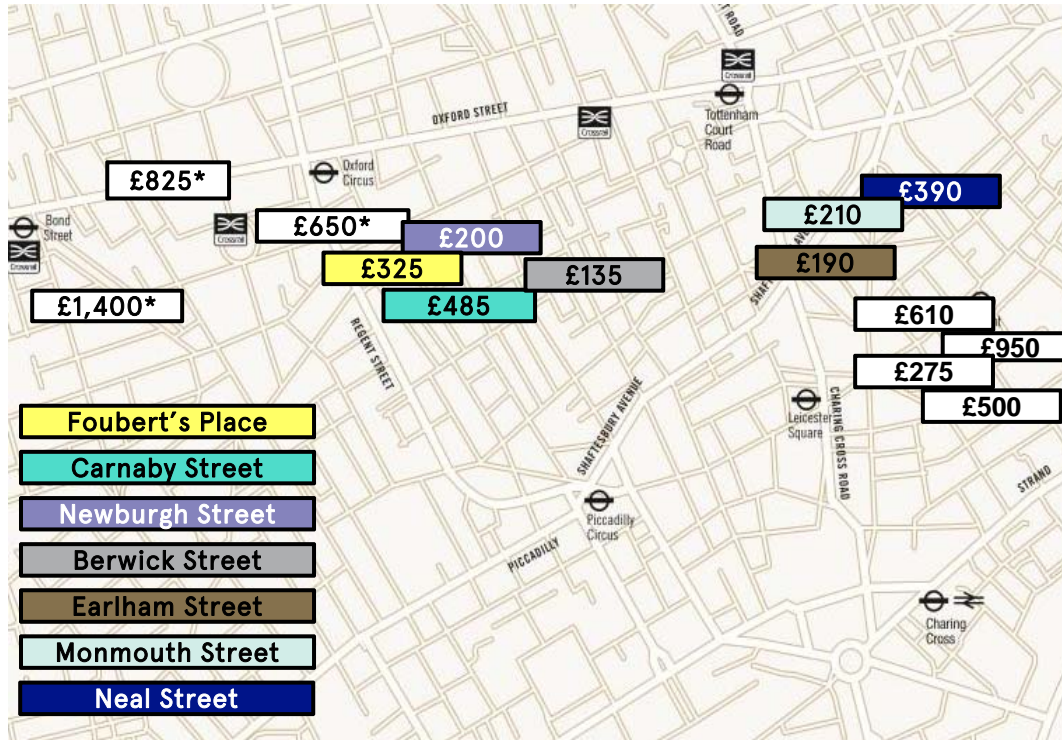 T ROAD
Crossrail
Tottenham
Court
Road
OXFORD STREET
Crossrail
£825*
Oxford
Circus
£390
£210
Bond
Street
Crossrail
Crossrail
£650*
£200
£325
£135
£190
£1,400*
£485
£610
£950
£275
£500
REGENT STREET
SHAFTESBURY AVENUE
CHARING CROSS ROAD
Leicester
Square
Foubert's Place
Carnaby Street
Newburgh Street
Berwick Street
Earlham Street
Monmouth Street
Neal Street
STRAND
Piccadilly
Circus
PICCADILLY
Charing
Cross